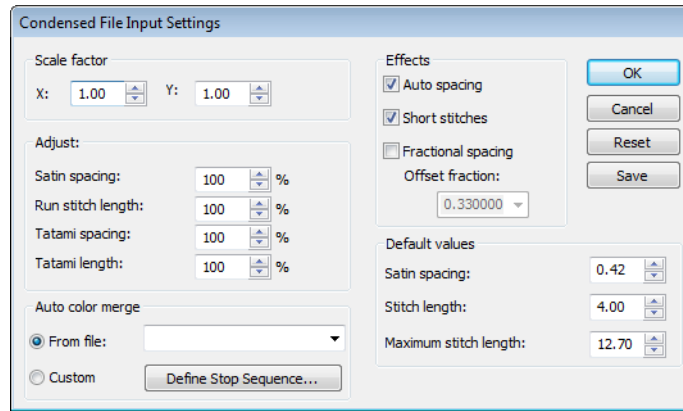 Condensed File Input Settings
Scale factor
X: 1.00 Y: 1.00
Adjust:
Satin spacing: 100 %
Run stitch length: 100 %
Tatami spacing: 100 %
Tatami length: 100 %
Auto color merge
From file:
Custom Define Stop Sequence...
Effects
Auto spacing
Short stitches
Fractional spacing
Offset fraction:
0.330000
Default values
Satin spacing: 0.42
Stitch length: 4.00
Maximum stitch length: 12.70
OK
Cancel
Reset
Save